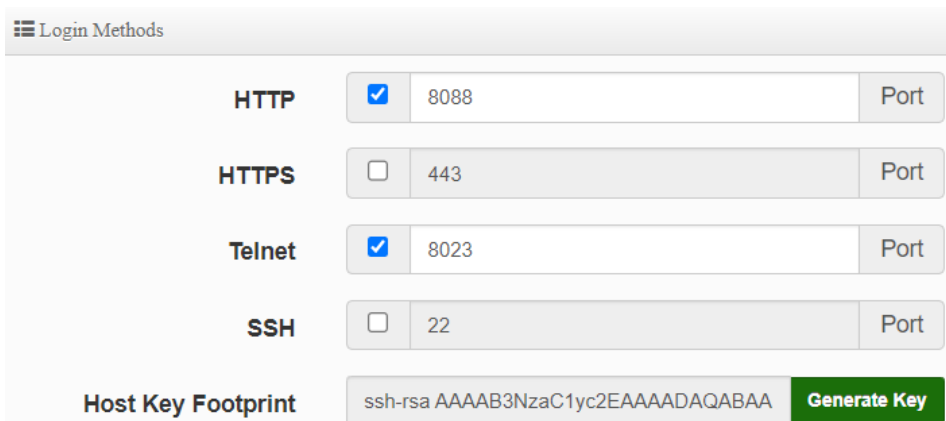 Login Methods
HTTP 8088 Port
HTTPS 443 Port
Telnet 8023 Port
SSH 22 Port
Host Key Footprint ssh-rsa AAAAB3NzaC1yc2EAAAADAQABAA Generate Key